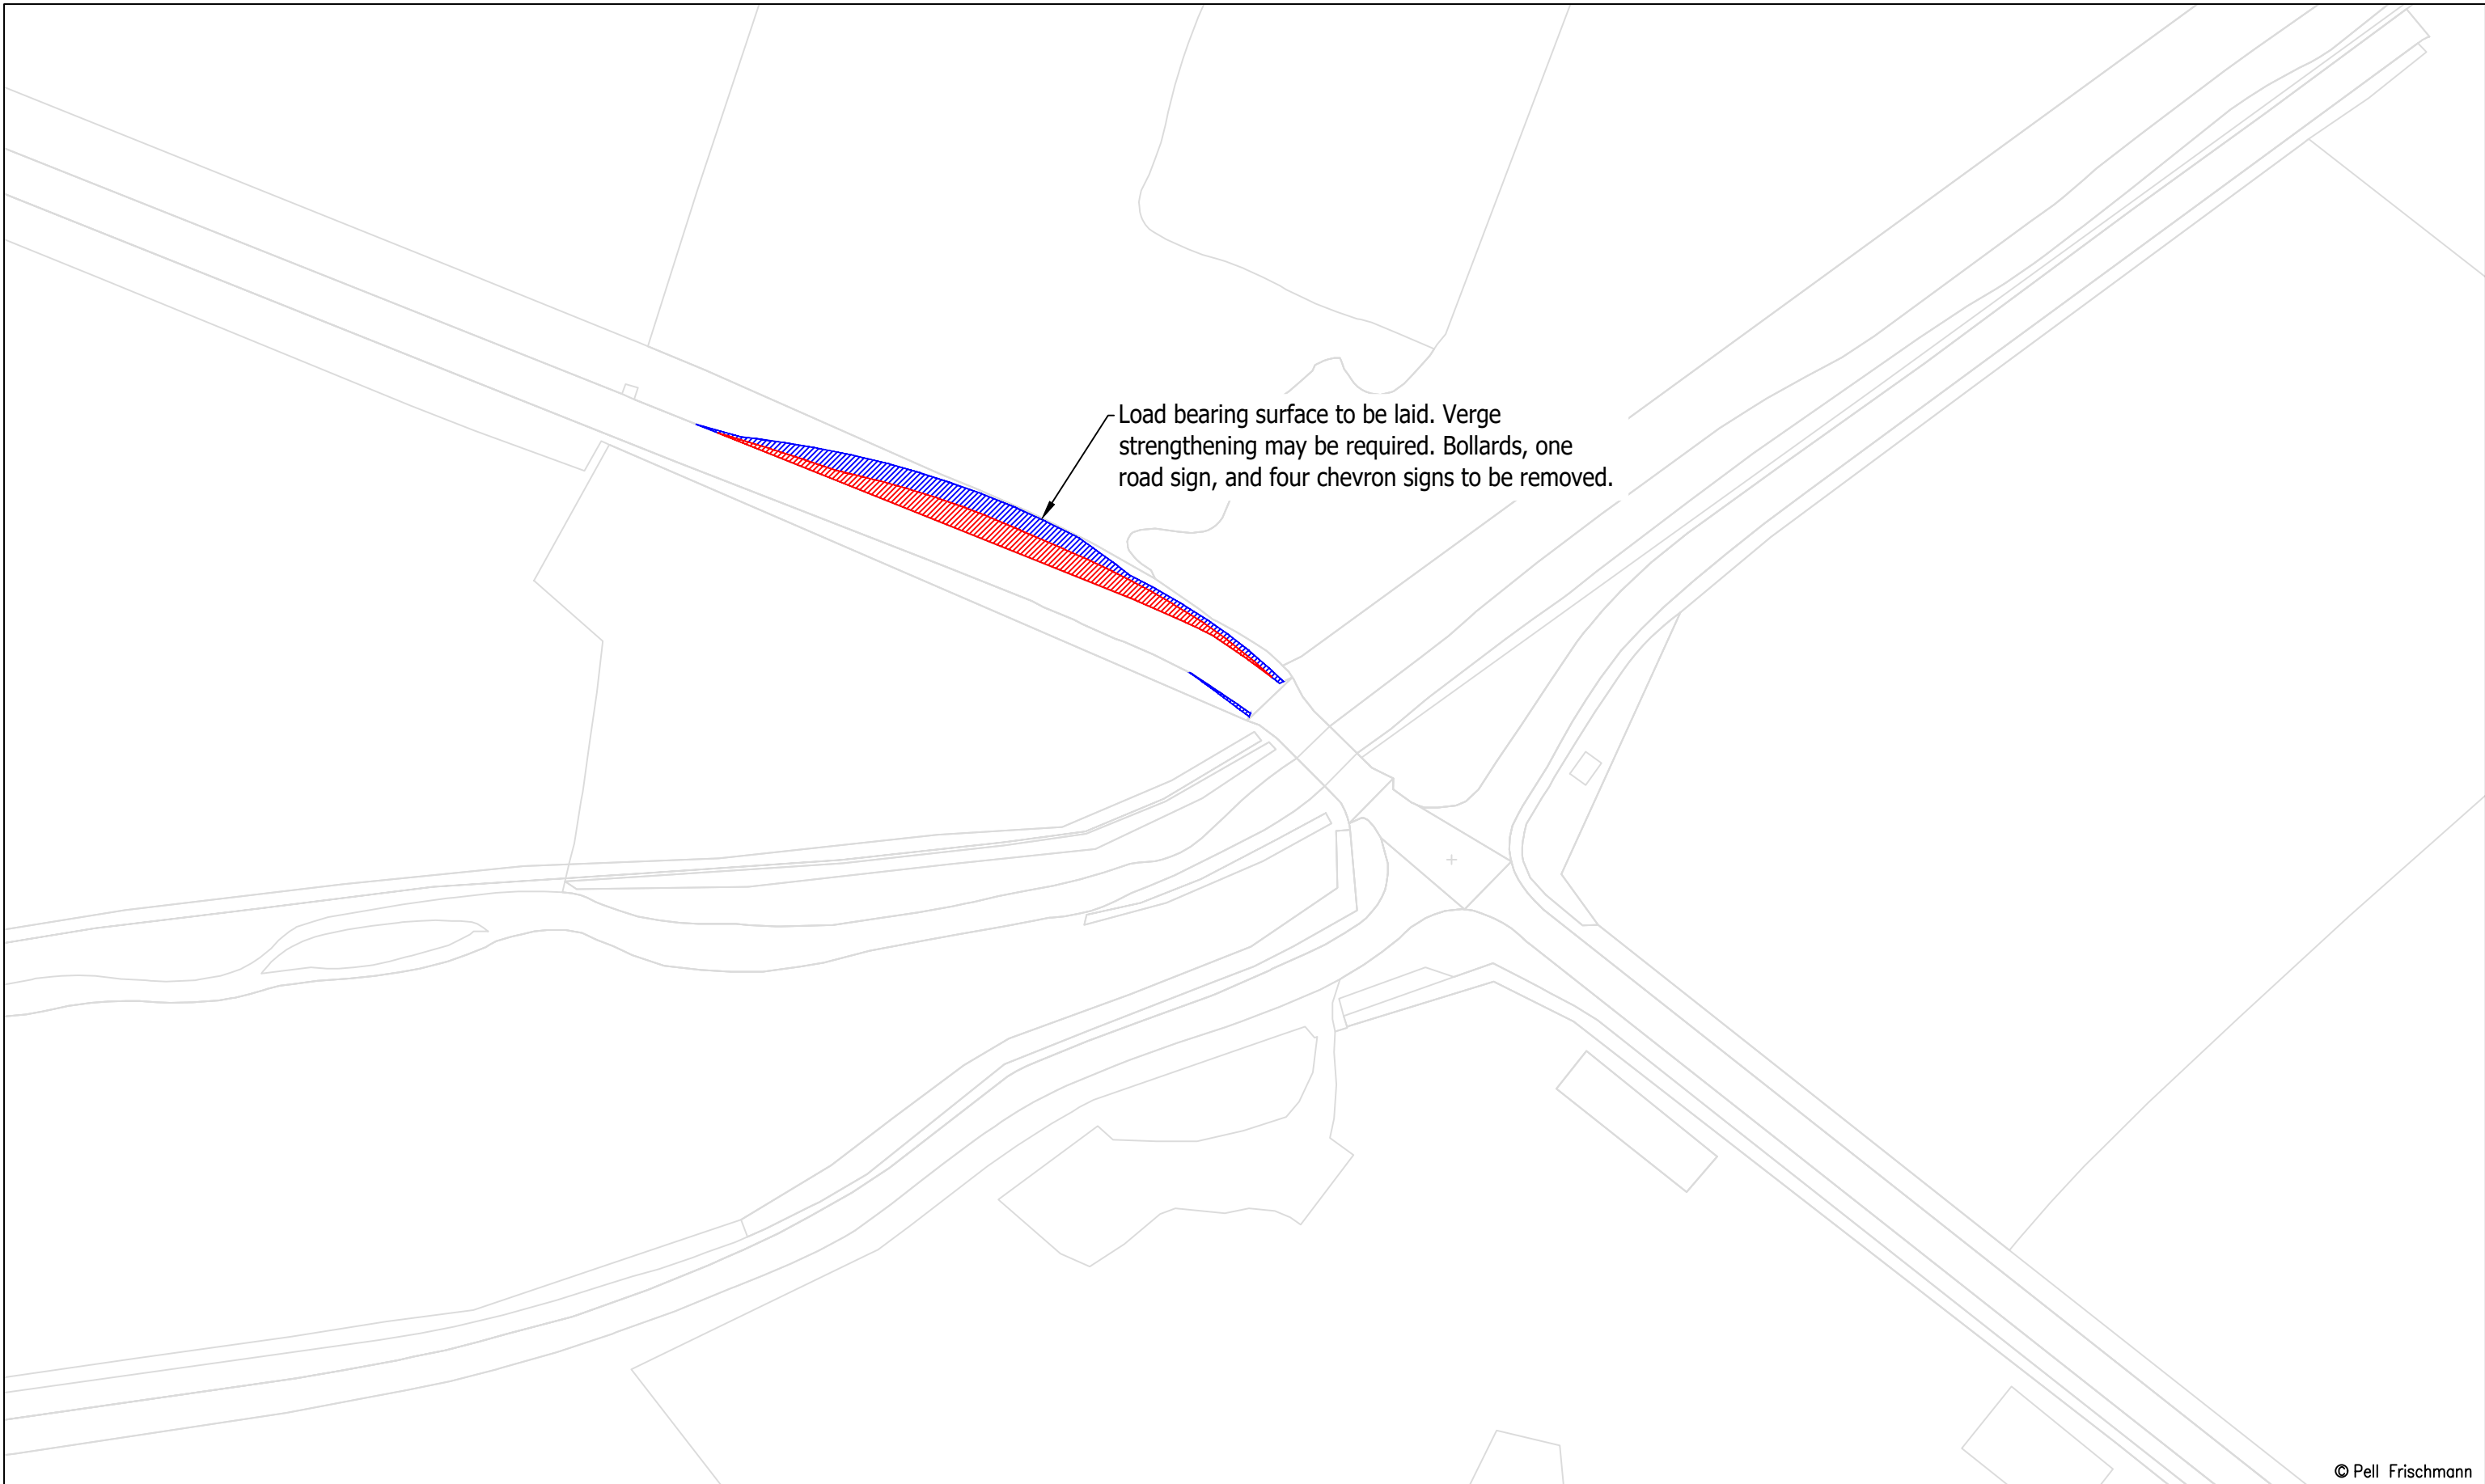 Load bearing surface to be laid. Verge
strengthening may be required. Bollards, one
road sign, and four chevron signs to be removed.
© Pell Frischmann